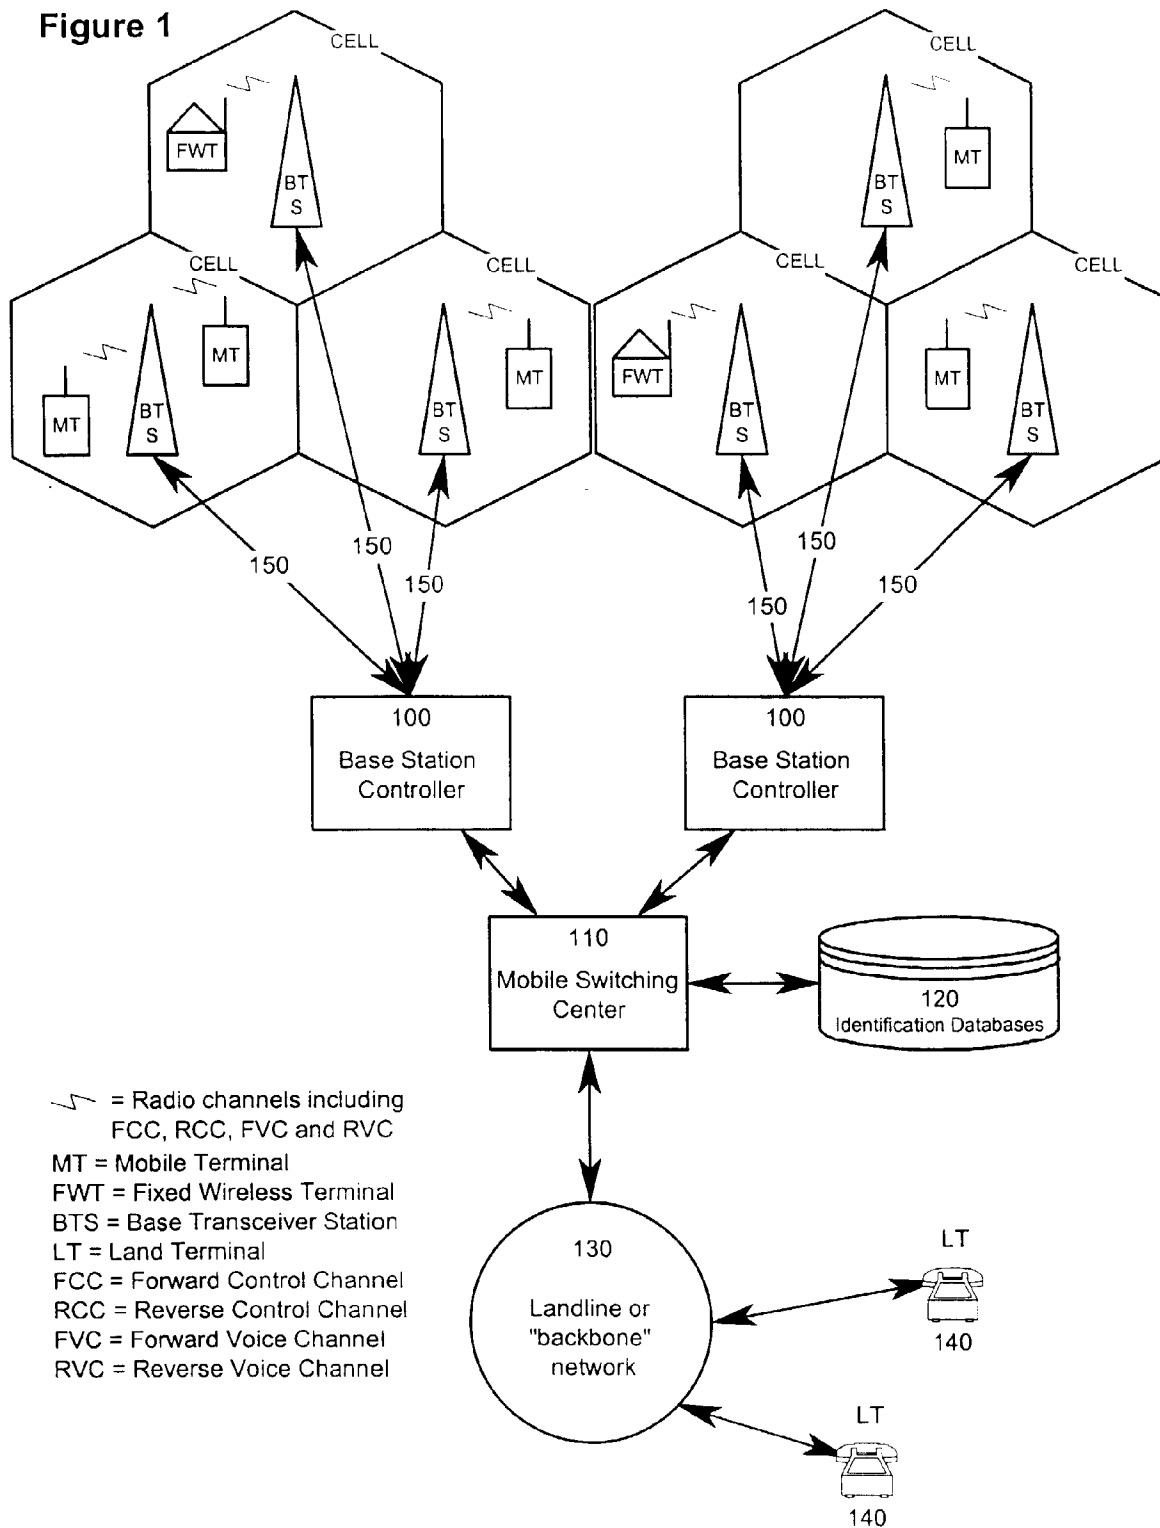 Figure 1
CELL
CELL
FWT
BT
S
BT
S
MT
CELL
CELL
CELL
CELL
MT
BT
S
MT
BT
S
MT
FWT
BT
S
MT
BT
S
150
150
150
150
150
150
100
Base Station
Controller
100
Base Station
Controller
110
Mobile Switching
Center
120
Identification Databases
= Radio channels including
FCC, RCC, FVC and RVC
MT = Mobile Terminal
FWT = Fixed Wireless Terminal
BTS = Base Transceiver Station
LT = Land Terminal
FCC = Forward Control Channel
RCC = Reverse Control Channel
FVC = Forward Voice Channel
RVC = Reverse Voice Channel
130
Landline or
"backbone"
network
LT
140
LT
140